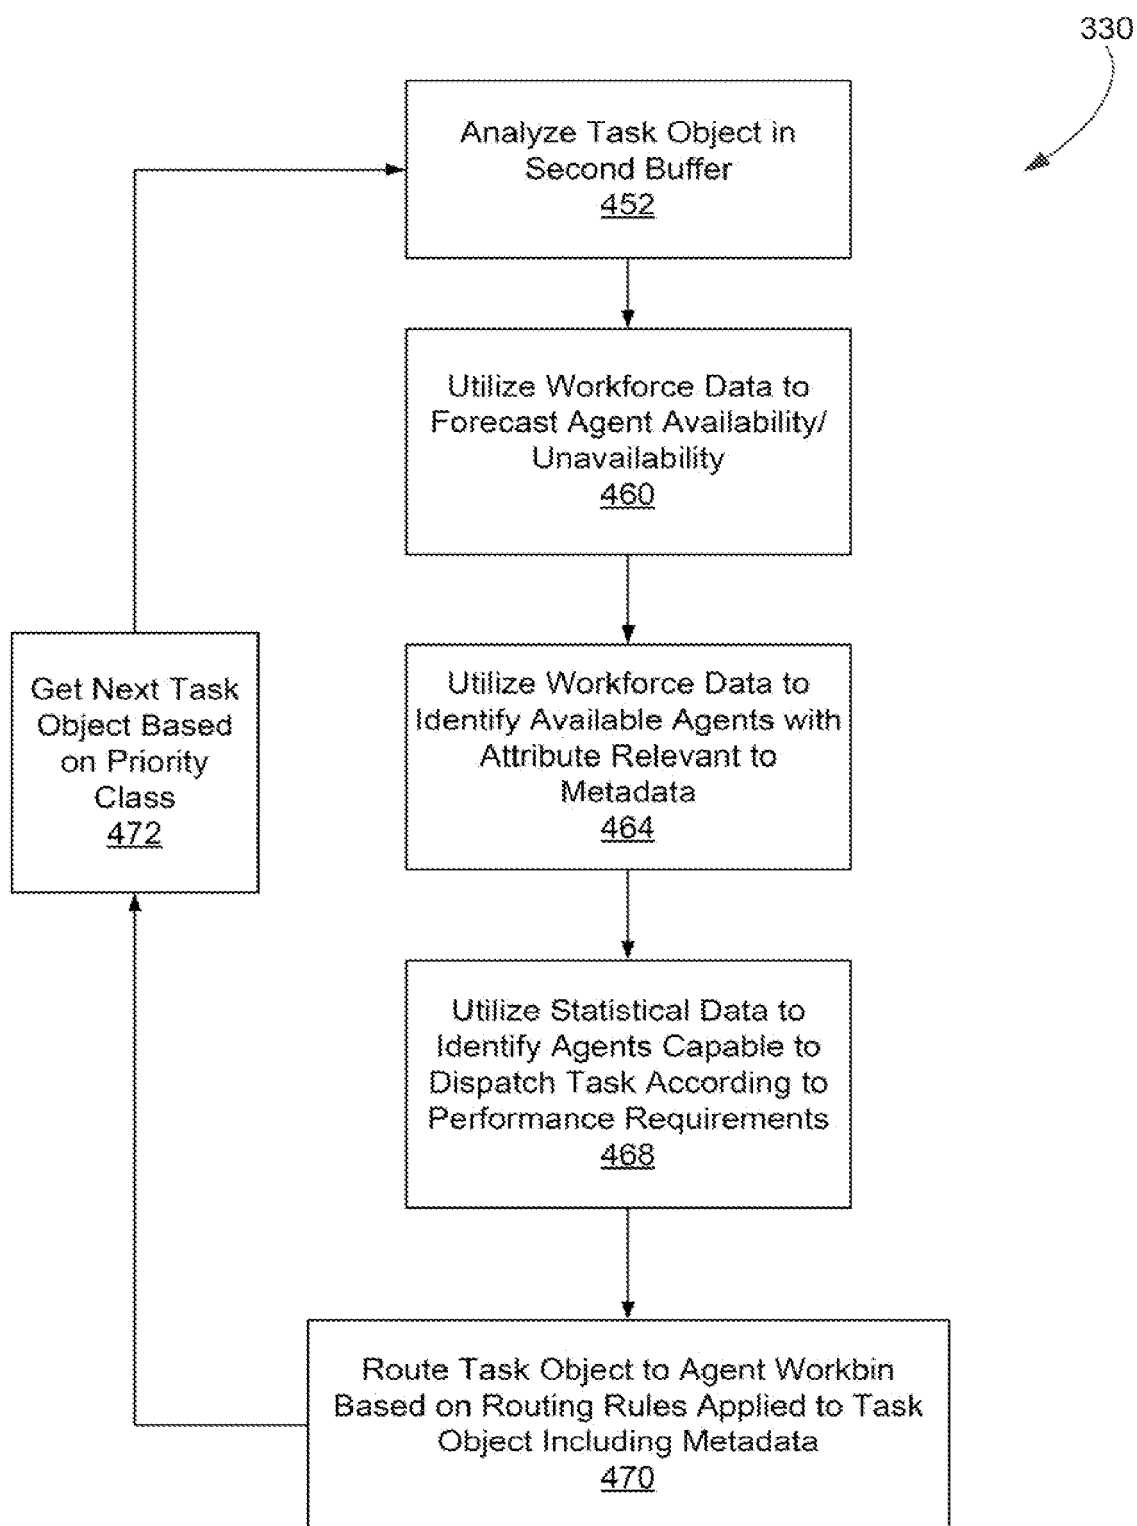 330
Analyze Task Object in
Second Buffer
452
Utilize Workforce Data to
Forecast Agent Availability/
Unavailability
460
Utilize Workforce Data to
Identify Available Agents with
Attribute Relevant to
Metadata
464
Get Next Task
Object Based
on Priority
Class
472
Utilize Statistical Data to
Identify Agents Capable to
Dispatch Task According to
Performance Requirements
468
Route Task Object to Agent Workbin
Based on Routing Rules Applied to Task
Object Including Metadata
470